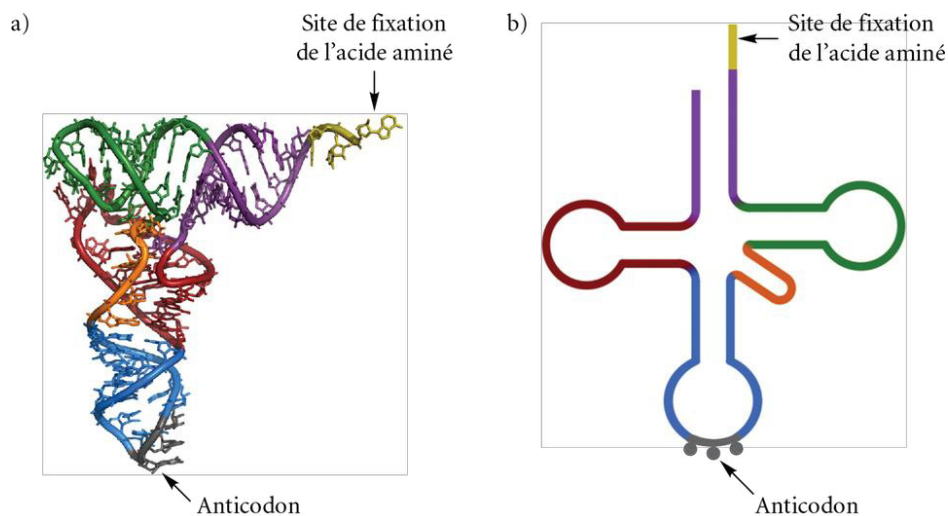 a)
Site de fixation
de l'acide aminé
Anticodon
b)
Site de fixation
de l'acide aminé
Anticodon